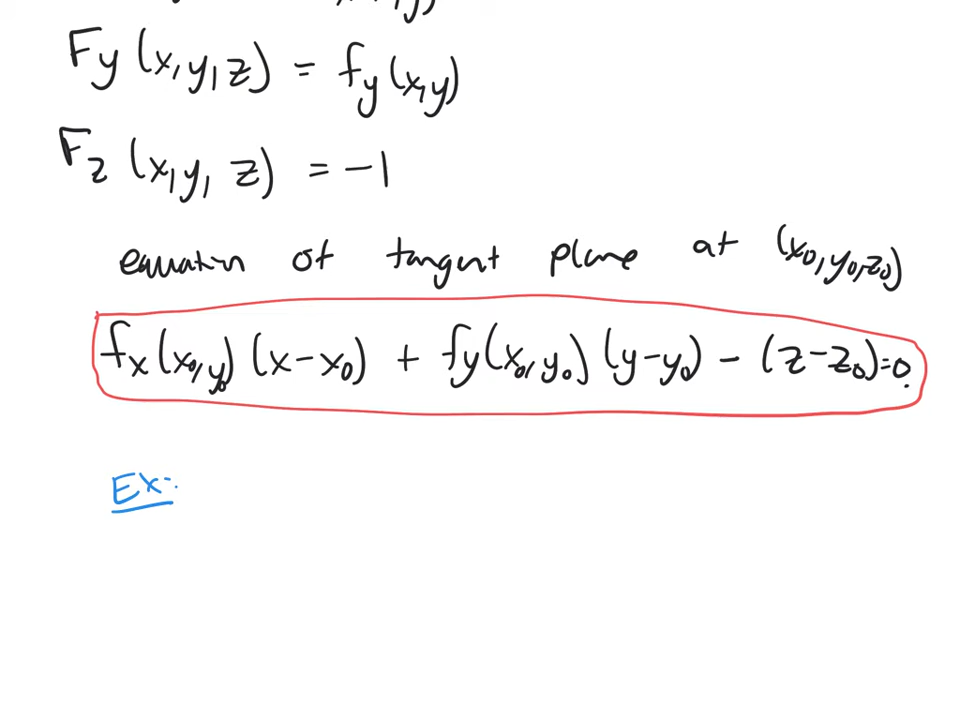 Fy (x,y,z) = fy(x,y)
Fz (x,y, z) = -1
equation of tangent plane at (x0,y0,z0)
fx(x0,y0)(x-x0) + fy(x0,y0)(y-y0) - (z-z0)=0.
Ex: